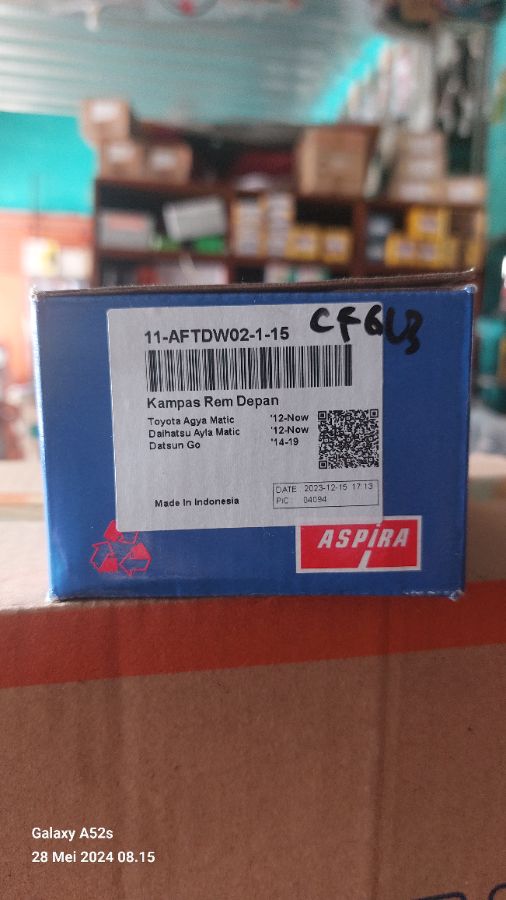 11-AFTDW02-1-15
CF6U3
Kampas Rem Depan
Toyota Agya Matic '12-Now
Daihatsu Ayla Matic '12-Now
Datsun Go '14-19
Made In Indonesia
DATE : 2023-12-15 17:13
PIC : 04094
ASPIRA
Galaxy A52s
28 Mei 2024 08.15